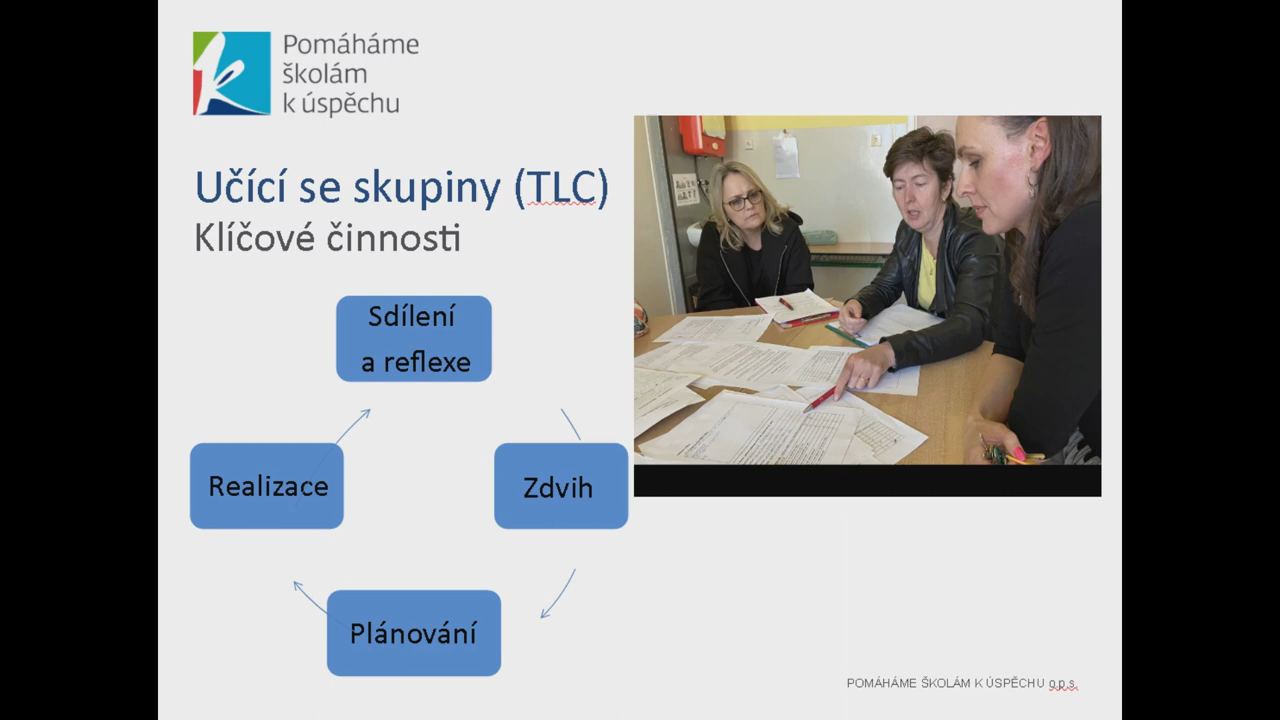 Pomáháme
školám
k úspěchu
Učící se skupiny (TLC)
Klíčové činnosti
Sdílení
a reflexe
Realizace
Zdvih
Plánování
POMÁHÁME ŠKOLÁM K ÚSPĚCHU o.p.s.